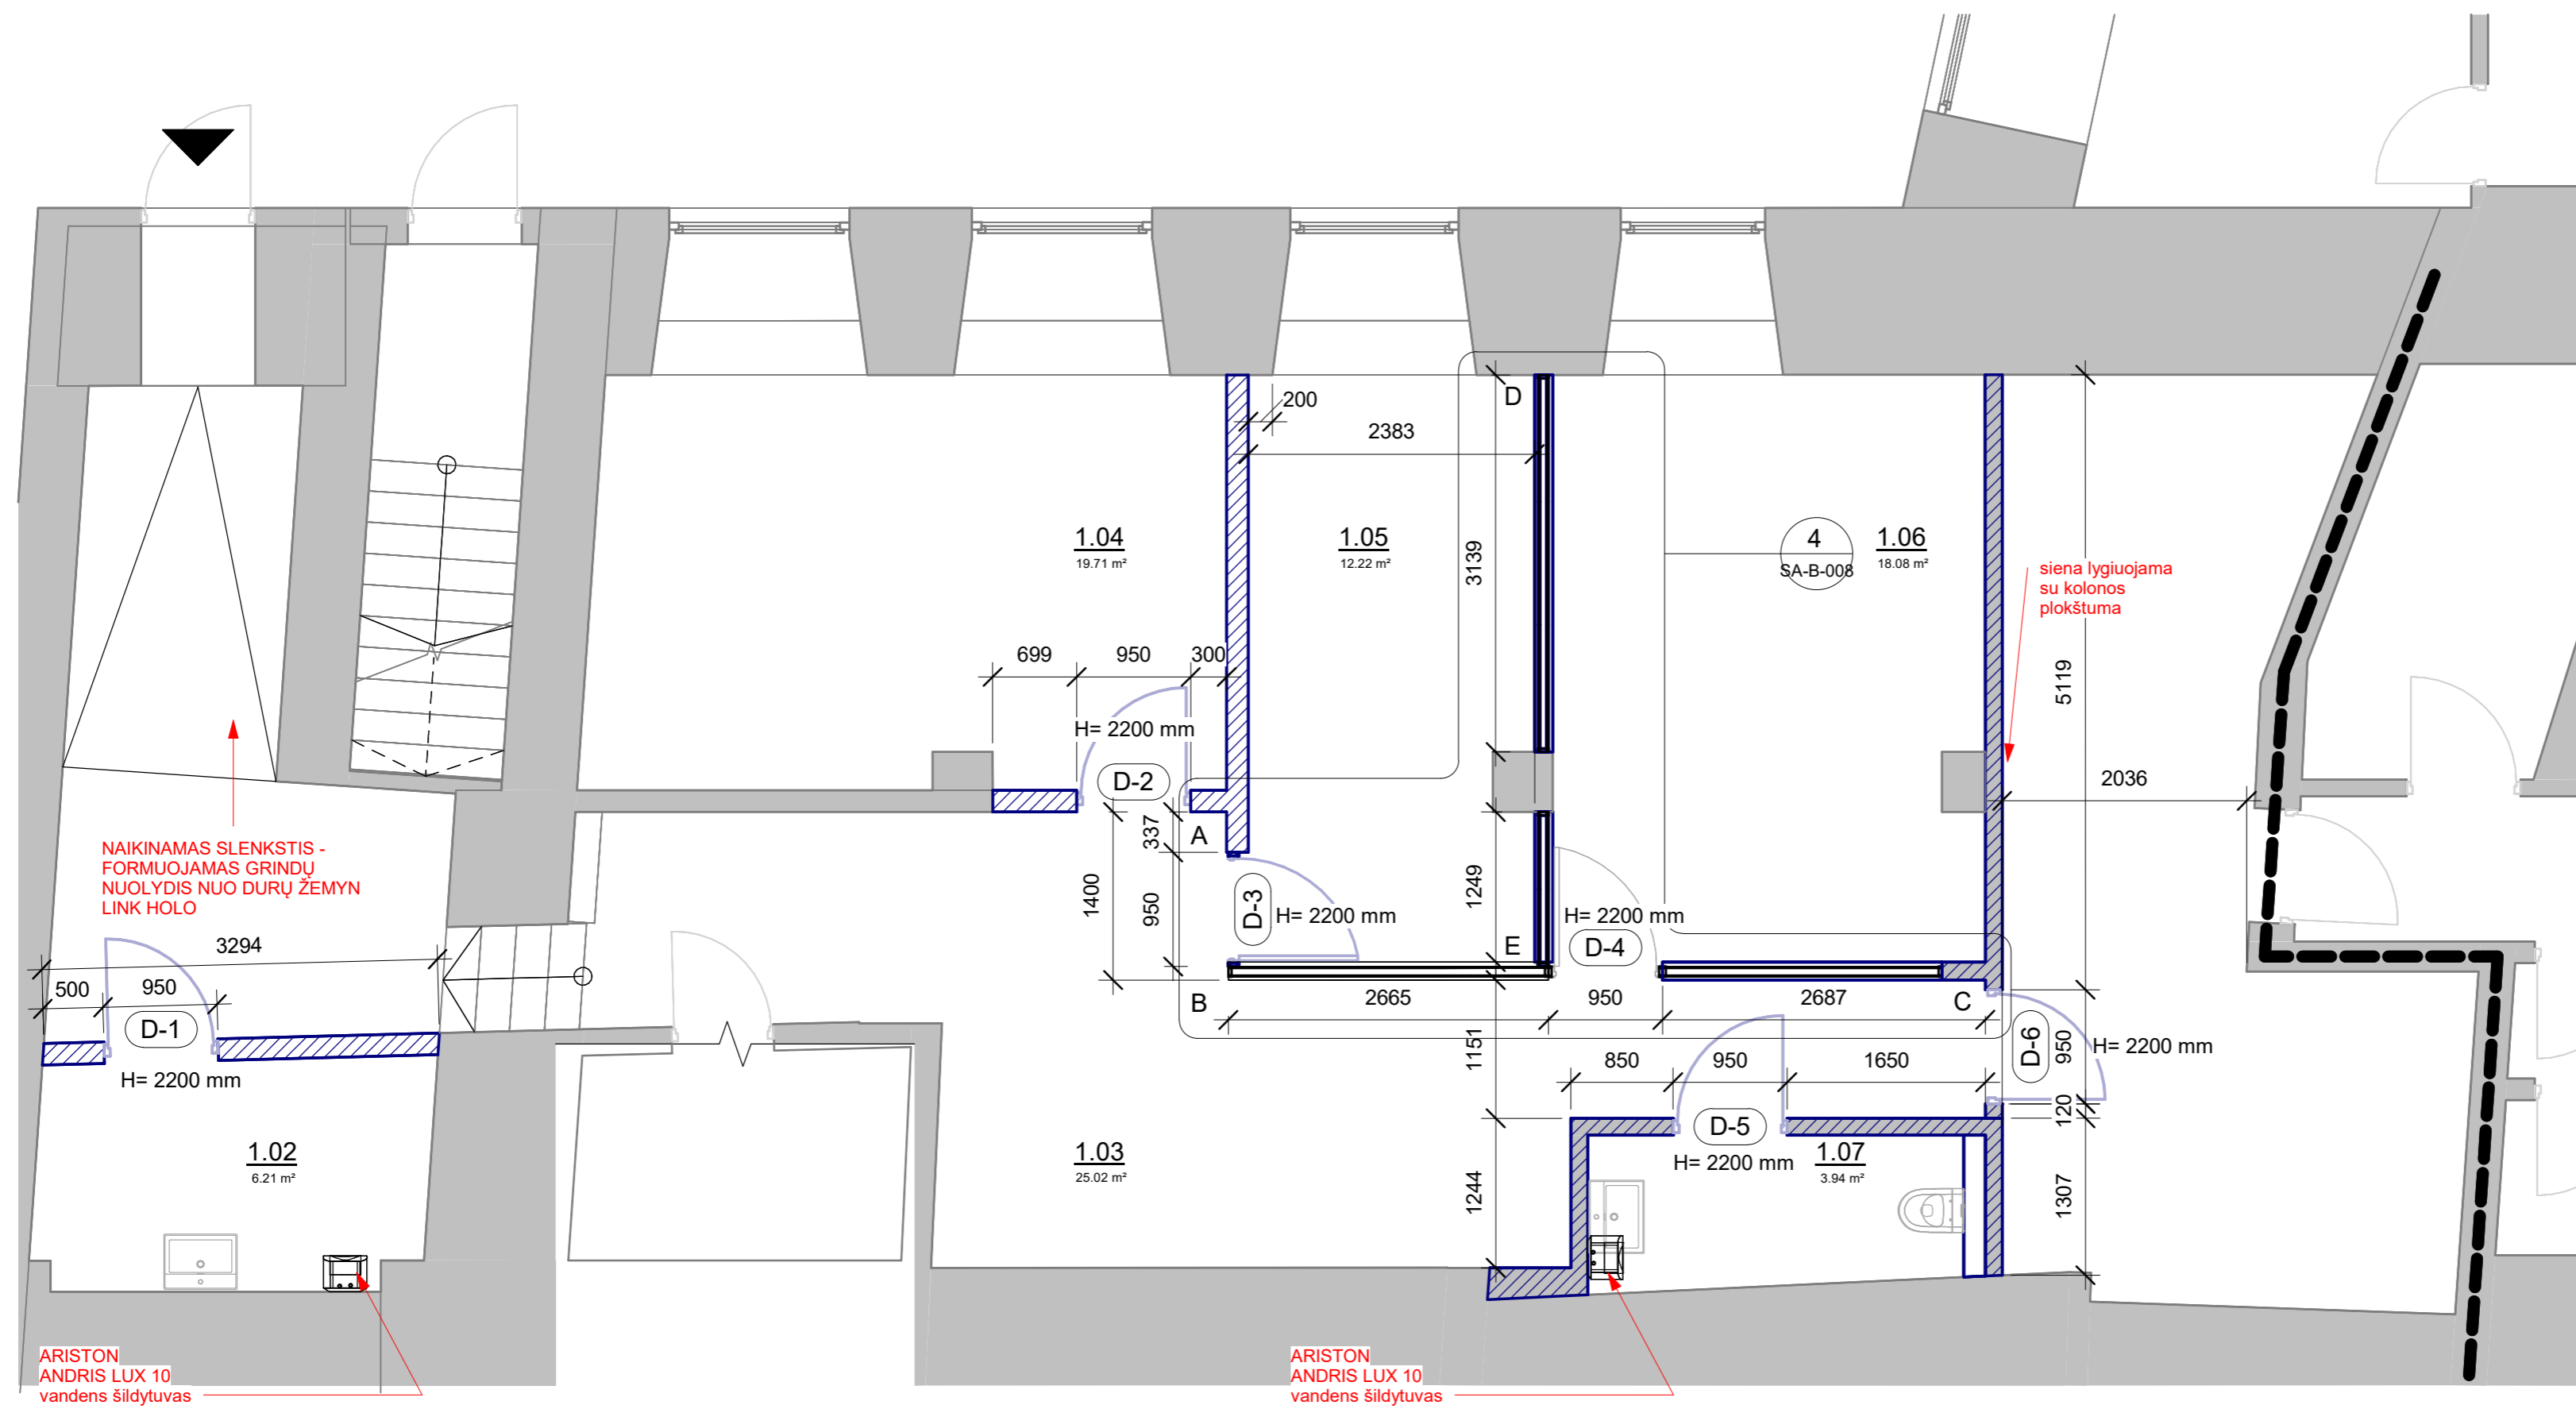 200
2383
D
1.04
19.71 m²
1.05
12.22 m²
3139
4
SA-B-008
1.06
18.08 m²
siena lygiuojama
su kolonos
plokštuma
699
950
300
5119
H= 2200 mm
D-2
2036
337
A
1400
950
D-3
H= 2200 mm
1249
E
H= 2200 mm
D-4
NAIKINAMAS SLENKSTIS -
FORMUOJAMAS GRINDŲ
NUOLYDIS NUO DURŲ ŽEMYN
LINK HOLO
3294
500
950
D-1
H= 2200 mm
B
2665
950
2687
C
1151
850
950
1650
D-6
950
H= 2200 mm
120
D-5
H= 2200 mm
1.02
6.21 m²
1.03
25.02 m²
1.07
3.94 m²
1244
1307
ARISTON
ANDRIS LUX 10
vandens šildytuvas
ARISTON
ANDRIS LUX 10
vandens šildytuvas